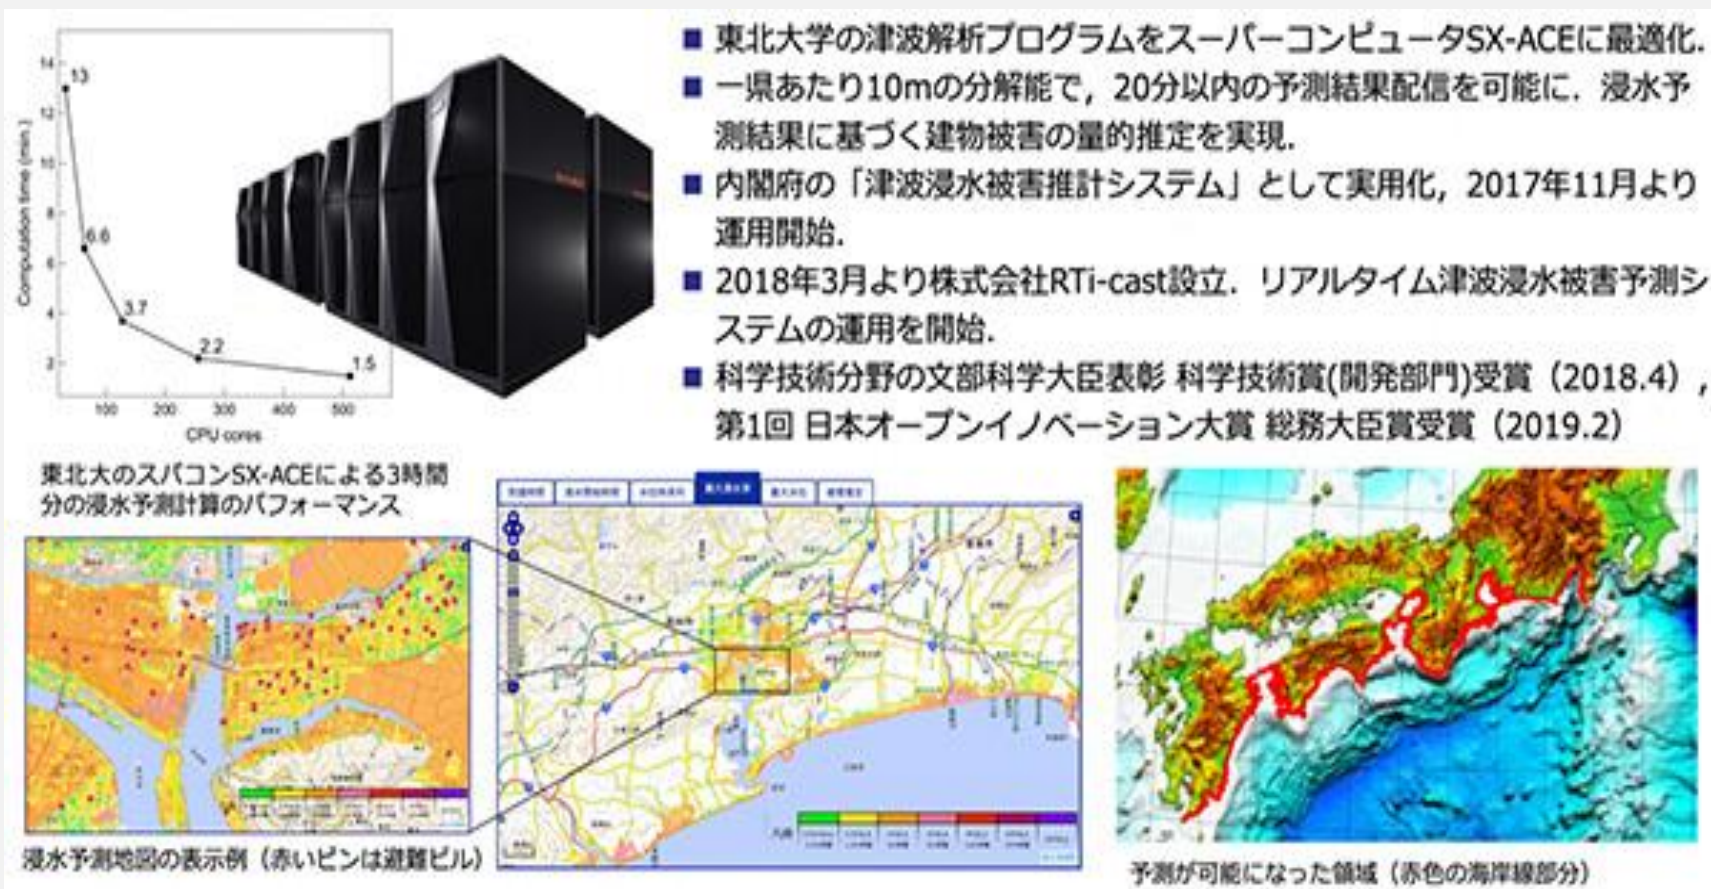 14
12
10
8
6
4
2
13
6.6
3.7
2.2
1.5
100
200
300
400
500
Computation time (min.)
CPU cores
東北大のスパコンSX-ACEによる3時間
分の浸水予測計算のパフォーマンス
■ 東北大学の津波解析プログラムをスーパーコンピュータSX-ACEに最適化.
■ 一県あたり10mの分解能で，20分以内の予測結果配信を可能に．浸水予
測結果に基づく建物被害の量的推定を実現.
■ 内閣府の「津波浸水被害推計システム」として実用化，2017年11月より
運用開始.
■ 2018年3月より株式会社RTi-cast設立．リアルタイム津波浸水被害予測シ
ステムの運用を開始.
■ 科学技術分野の文部科学大臣表彰 科学技術賞(開発部門)受賞（2018.4）,
第1回 日本オープンイノベーション大賞 総務大臣賞受賞（2019.2）
浸水予測地図の表示例（赤いピンは避難ビル）
予測が可能になった領域（赤色の海岸線部分）